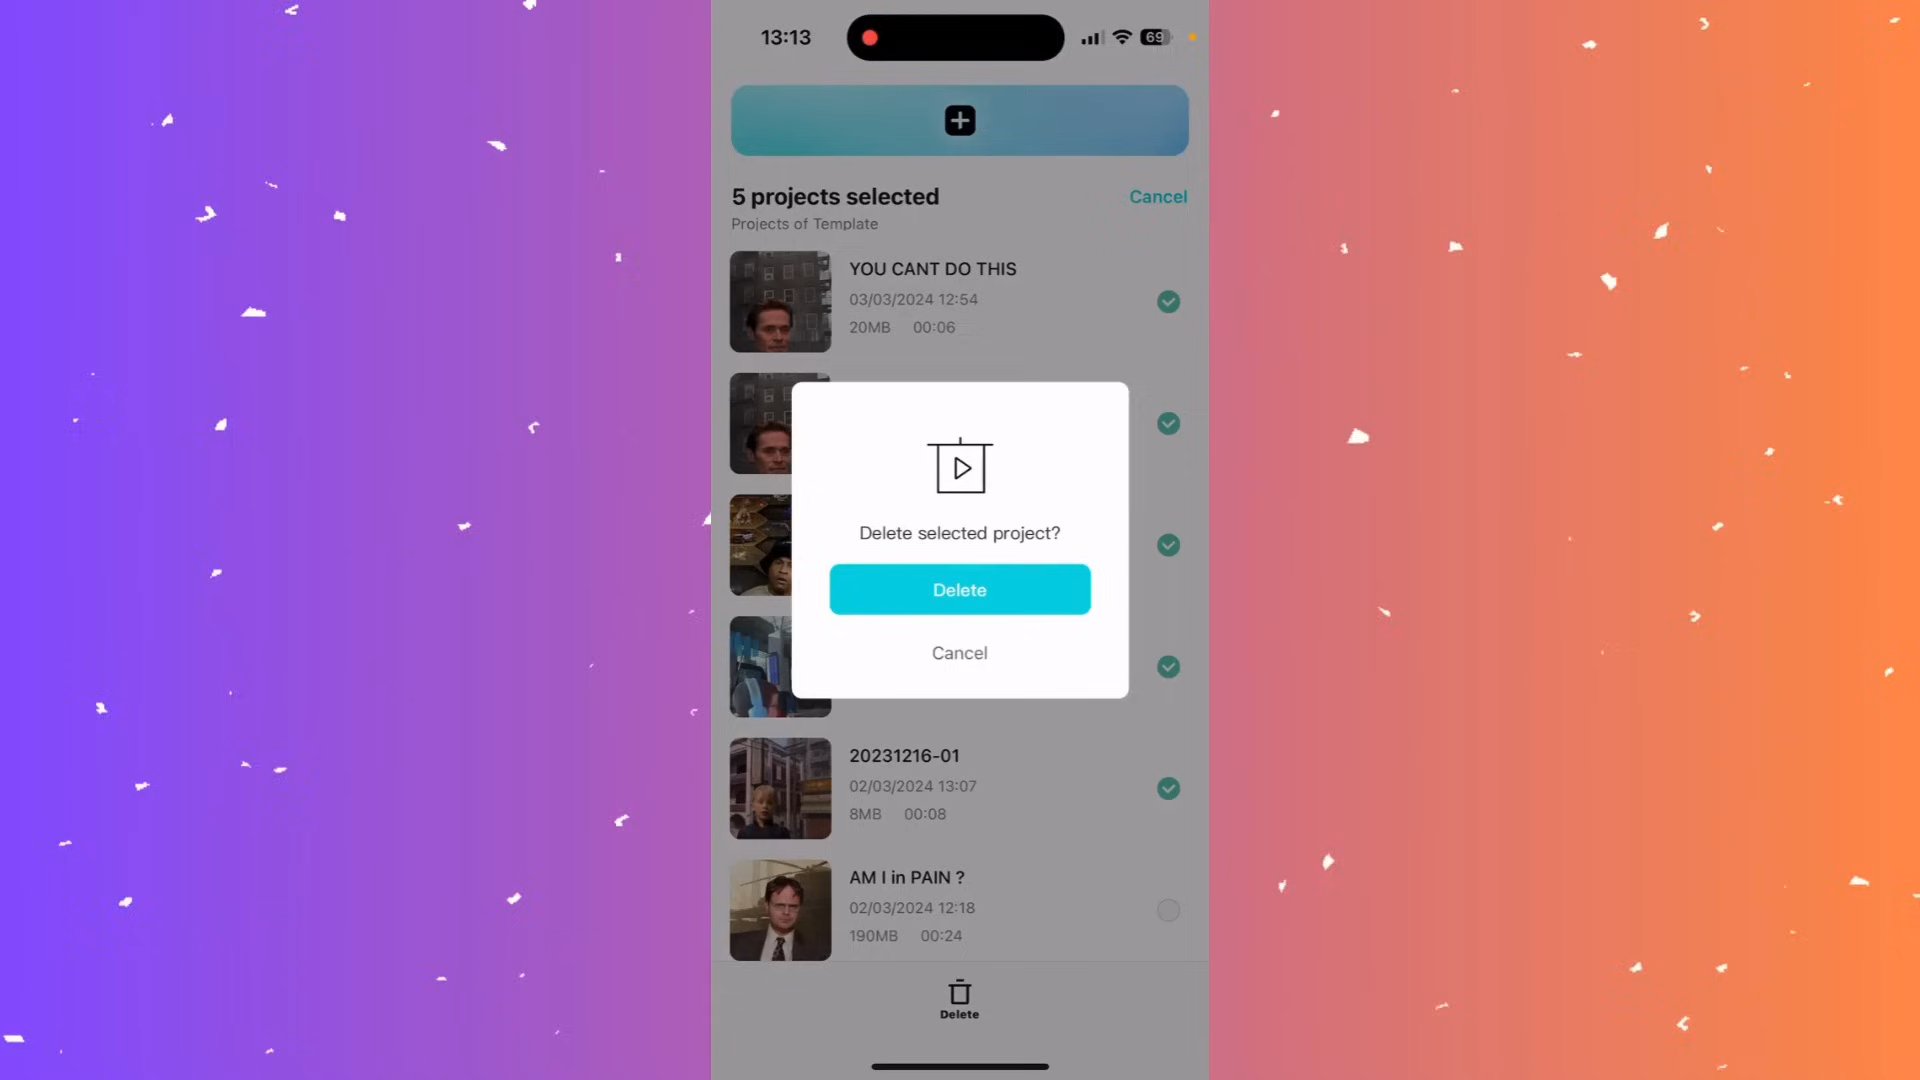 13:13
69
5 projects selected
Cancel
Projects of Template
YOU CANT DO THIS
03/03/2024 12:54
20MB 00:06
Delete selected project?
Delete
Cancel
20231216-01
02/03/2024 13:07
8MB 00:08
AM I in PAIN ?
02/03/2024 12:18
190MB 00:24
Delete